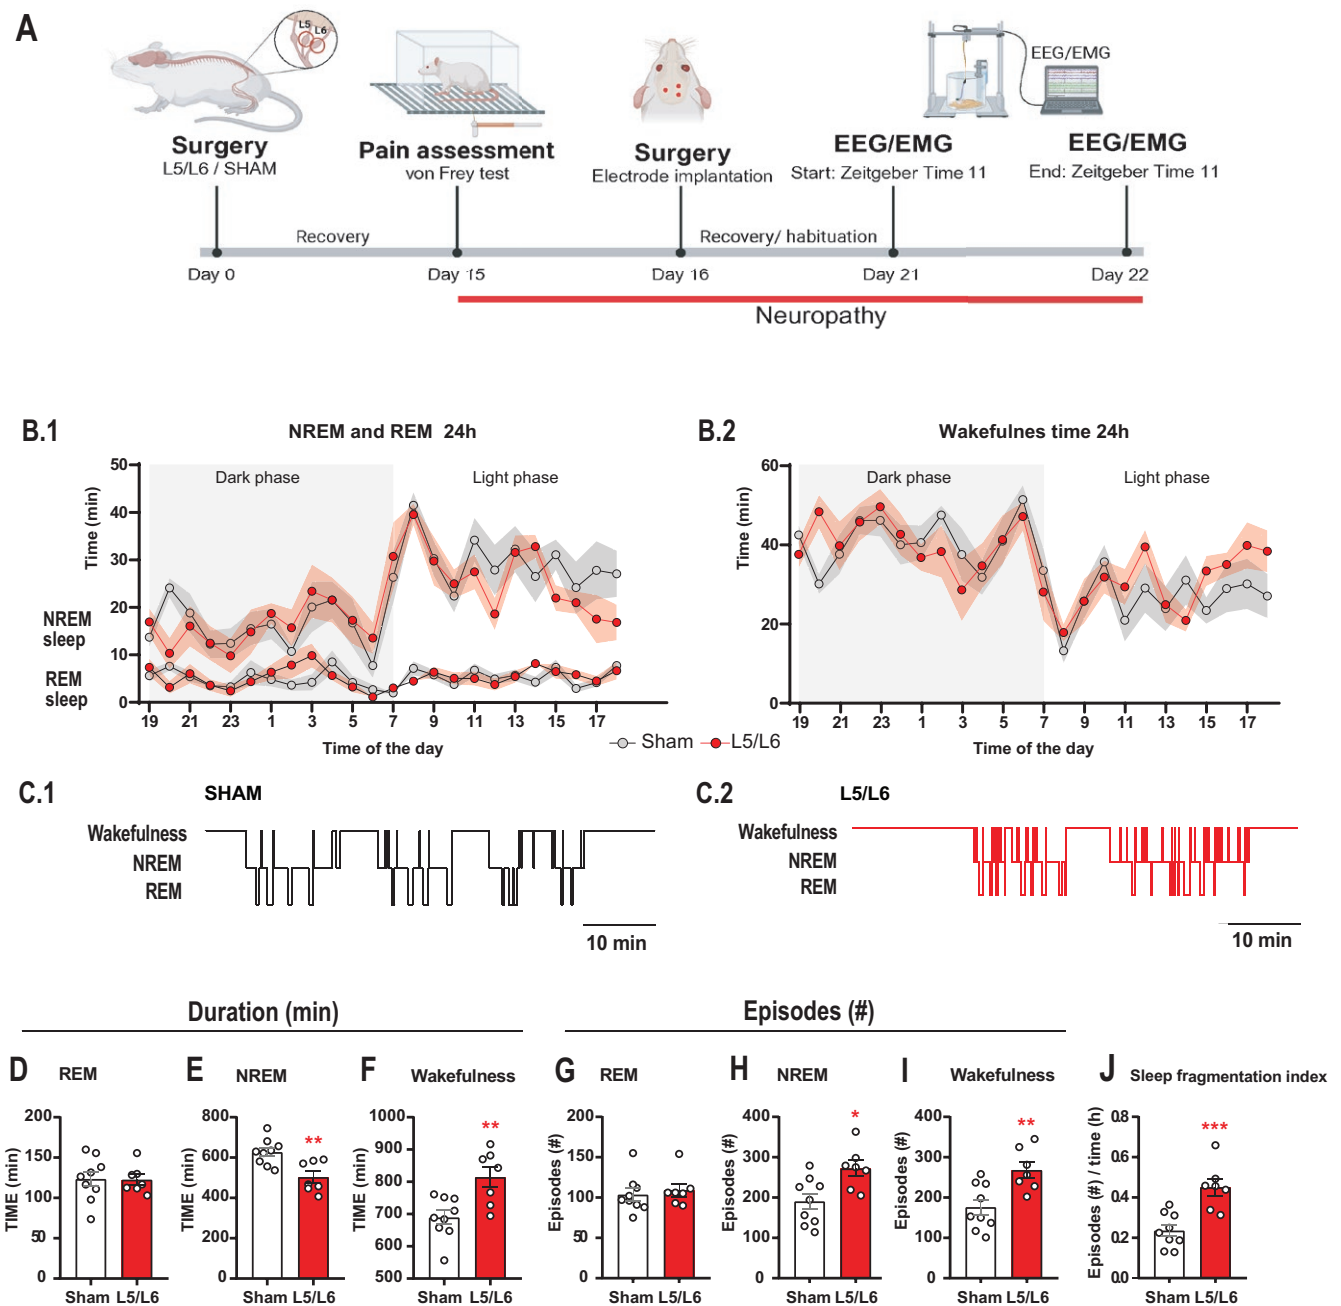 A
L5
L6
EEG/EMG
Surgery
L5/L6 / SHAM
Pain assessment
von Frey test
Surgery
Electrode implantation
EEG/EMG
Start: Zeitgeber Time 11
EEG/EMG
End: Zeitgeber Time 11
Recovery
Recovery/ habituation
Day 0
Day 15
Day 16
Day 21
Day 22
Neuropathy
B.1
NREM and REM 24h
Time (min)
50
40
30
20
10
0
Dark phase
Light phase
NREM
sleep
REM
sleep
19 21 23 1 3 5 7 9 11 13 15 17
Time of the day
B.2
Wakefulnes time 24h
Time (min)
60
40
20
0
Dark phase
Light phase
19 21 23 1 3 5 7 9 11 13 15 17
Time of the day
Sham L5/L6
C.1
SHAM
Wakefulness
NREM
REM
10 min
C.2
L5/L6
Wakefulness
NREM
REM
10 min
Duration (min)
Episodes (#)
D
REM
TIME (min)
200
150
100
50
0
Sham L5/L6
E
NREM
TIME (min)
800
600
400
200
0
**
Sham L5/L6
F
Wakefulness
TIME (min)
1000
900
800
700
600
500
**
Sham L5/L6
G
REM
Episodes (#)
200
150
100
50
0
Sham L5/L6
H
NREM
Episodes (#)
400
300
200
100
0
*
Sham L5/L6
I
Wakefulness
Episodes (#)
400
300
200
100
0
**
Sham L5/L6
J
Sleep fragmentation index
Episodes (#) / time (h)
0.8
0.6
0.4
0.2
0.0
***
Sham L5/L6